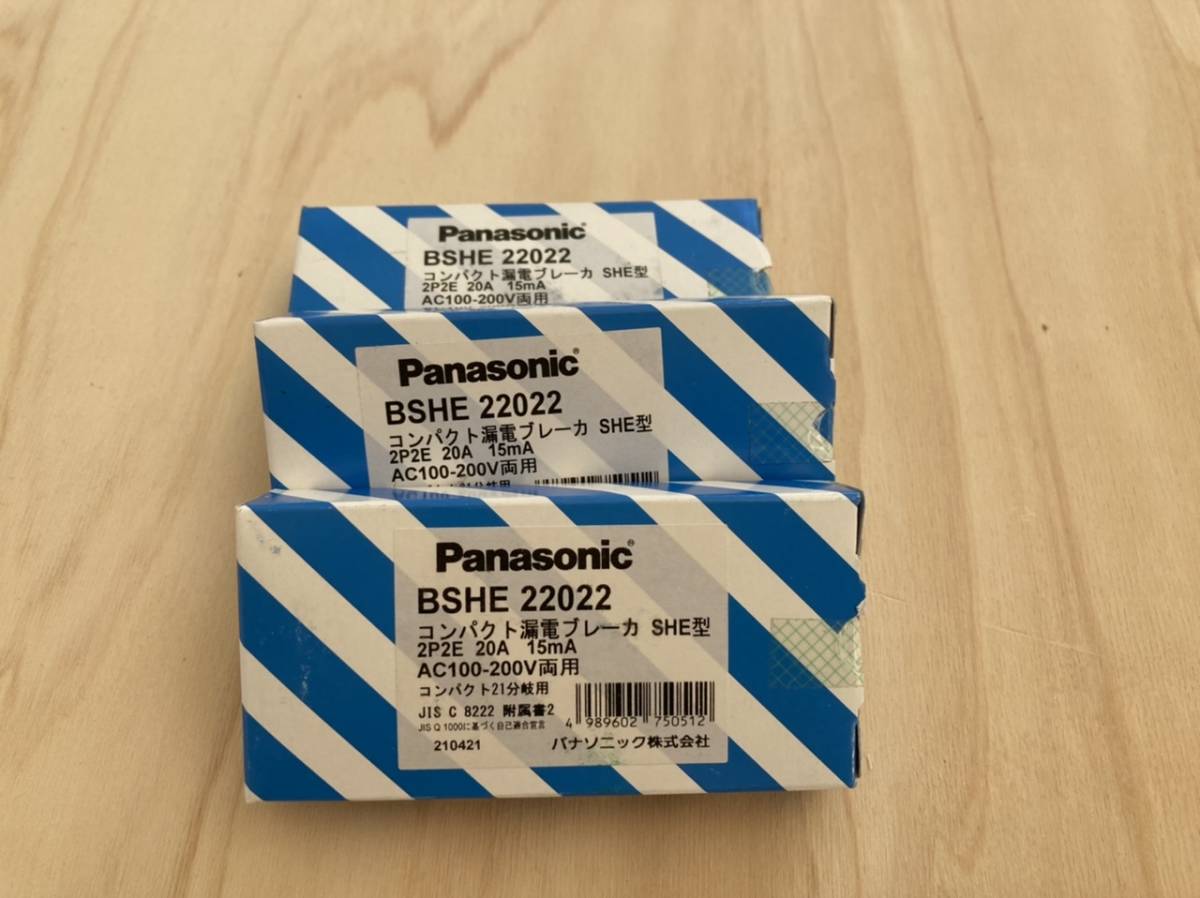 Panasonic®
BSHE 22022
コンパクト漏電ブレーカ SHE型
2P2E 20A 15mA
AC100-200V両用
Panasonic®
BSHE 22022
コンパクト漏電ブレーカ SHE型
2P2E 20A 15mA
AC100-200V両用
Panasonic®
BSHE 22022
コンパクト漏電ブレーカ SHE型
2P2E 20A 15mA
AC100-200V両用
コンパクト21分岐用
JIS C 8222 附属書2
JIS Q 1000に基づく自己適合宣言
4 989602 750512
210421 パナソニック株式会社